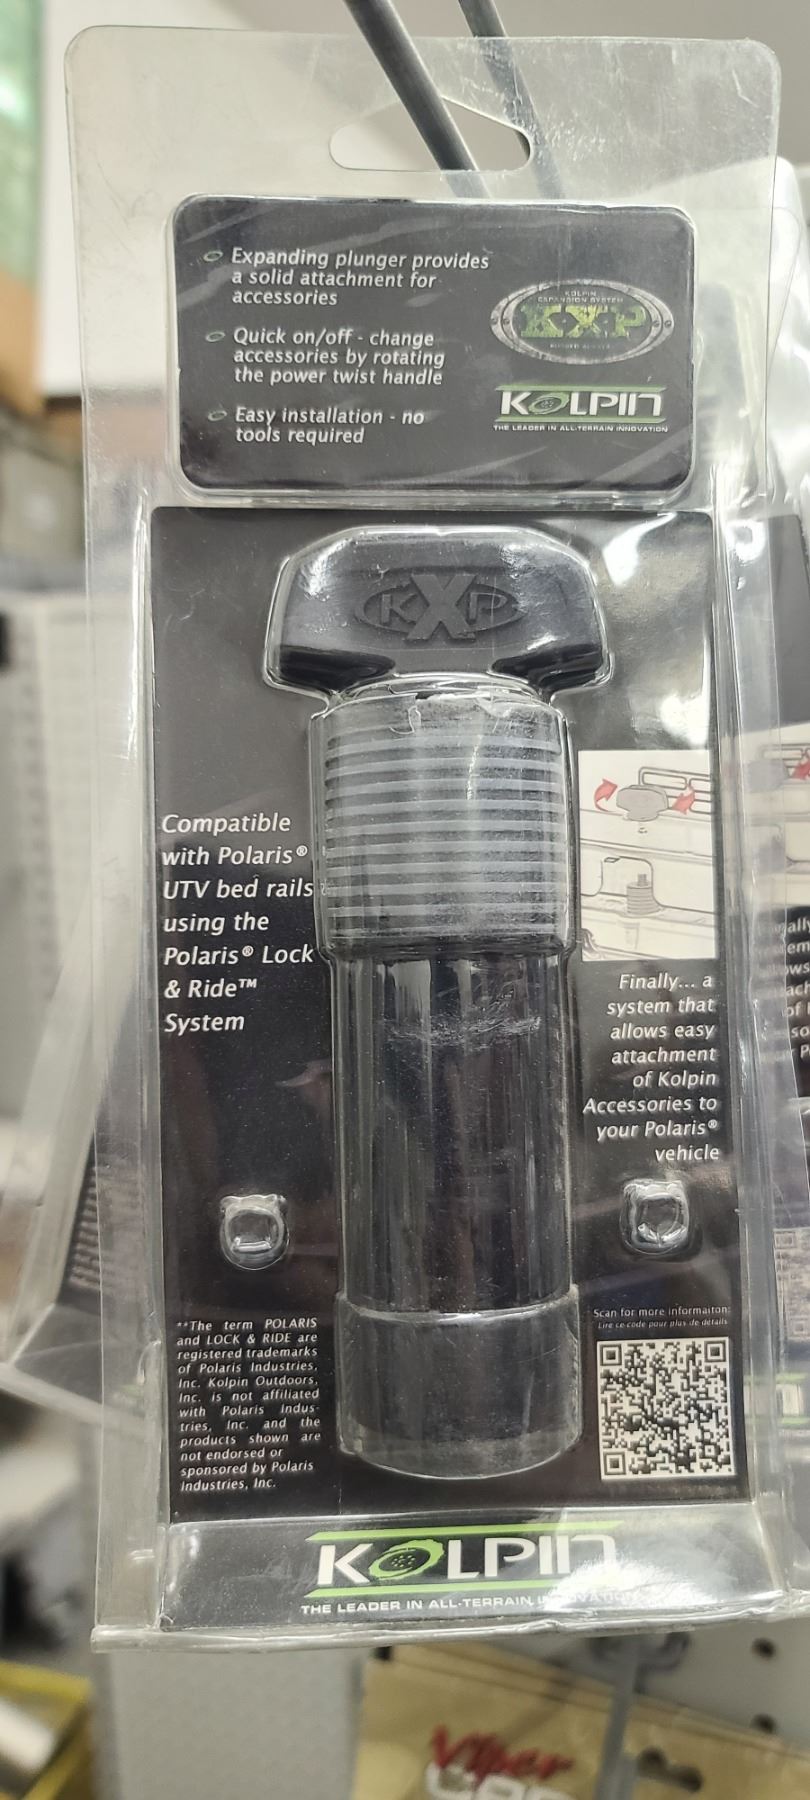 Expanding plunger provides
a solid attachment for
accessories
Quick on/off - change
accessories by rotating
the power twist handle
Easy installation - no
tools required
KOLPIN
EXPANSION SYSTEM
KXP
KOLPIN
THE LEADER IN ALL-TERRAIN INNOVATION
KXP
Compatible
with Polaris®
UTV bed rails
using the
Polaris® Lock
& Ride™
System
Finally... a
system that
allows easy
attachment
of Kolpin
Accessories to
your Polaris®
vehicle
**The term POLARIS
and LOCK & RIDE are
registered trademarks
of Polaris Industries,
Inc. Kolpin Outdoors,
Inc. is not affiliated
with Polaris Indus-
tries, Inc. and the
products shown are
not endorsed or
sponsored by Polaris
Industries, Inc.
Scan for more informaiton:
Lire ce code pour plus de détails
KOLPIN
THE LEADER IN ALL-TERRAIN INNOVATION
Viper